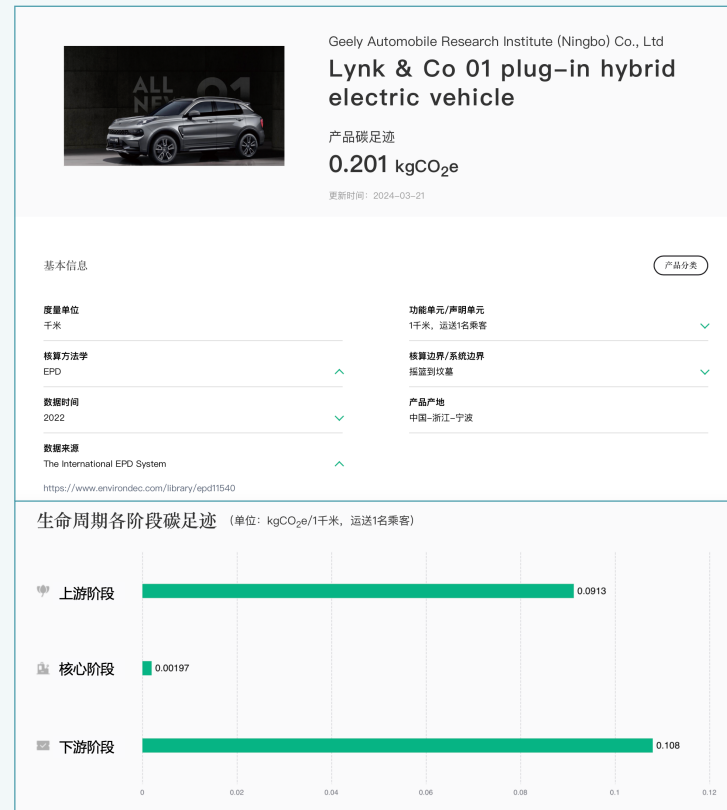 ALL
NEW 01
Geely Automobile Research Institute (Ningbo) Co., Ltd
Lynk & Co 01 plug-in hybrid
electric vehicle
产品碳足迹
0.201 kgCO₂e
更新时间：2024-03-21
基本信息
产品分类
度量单位
千米
功能单元/声明单元
1千米，运送1名乘客
核算方法学
EPD
核算边界/系统边界
摇篮到坟墓
数据时间
2022
产品产地
中国-浙江-宁波
数据来源
The International EPD System
https://www.environdec.com/library/epd11540
生命周期各阶段碳足迹 （单位：kgCO₂e/1千米，运送1名乘客）
上游阶段 0.0913
核心阶段 0.00197
下游阶段 0.108
0 0.02 0.04 0.06 0.08 0.1 0.12